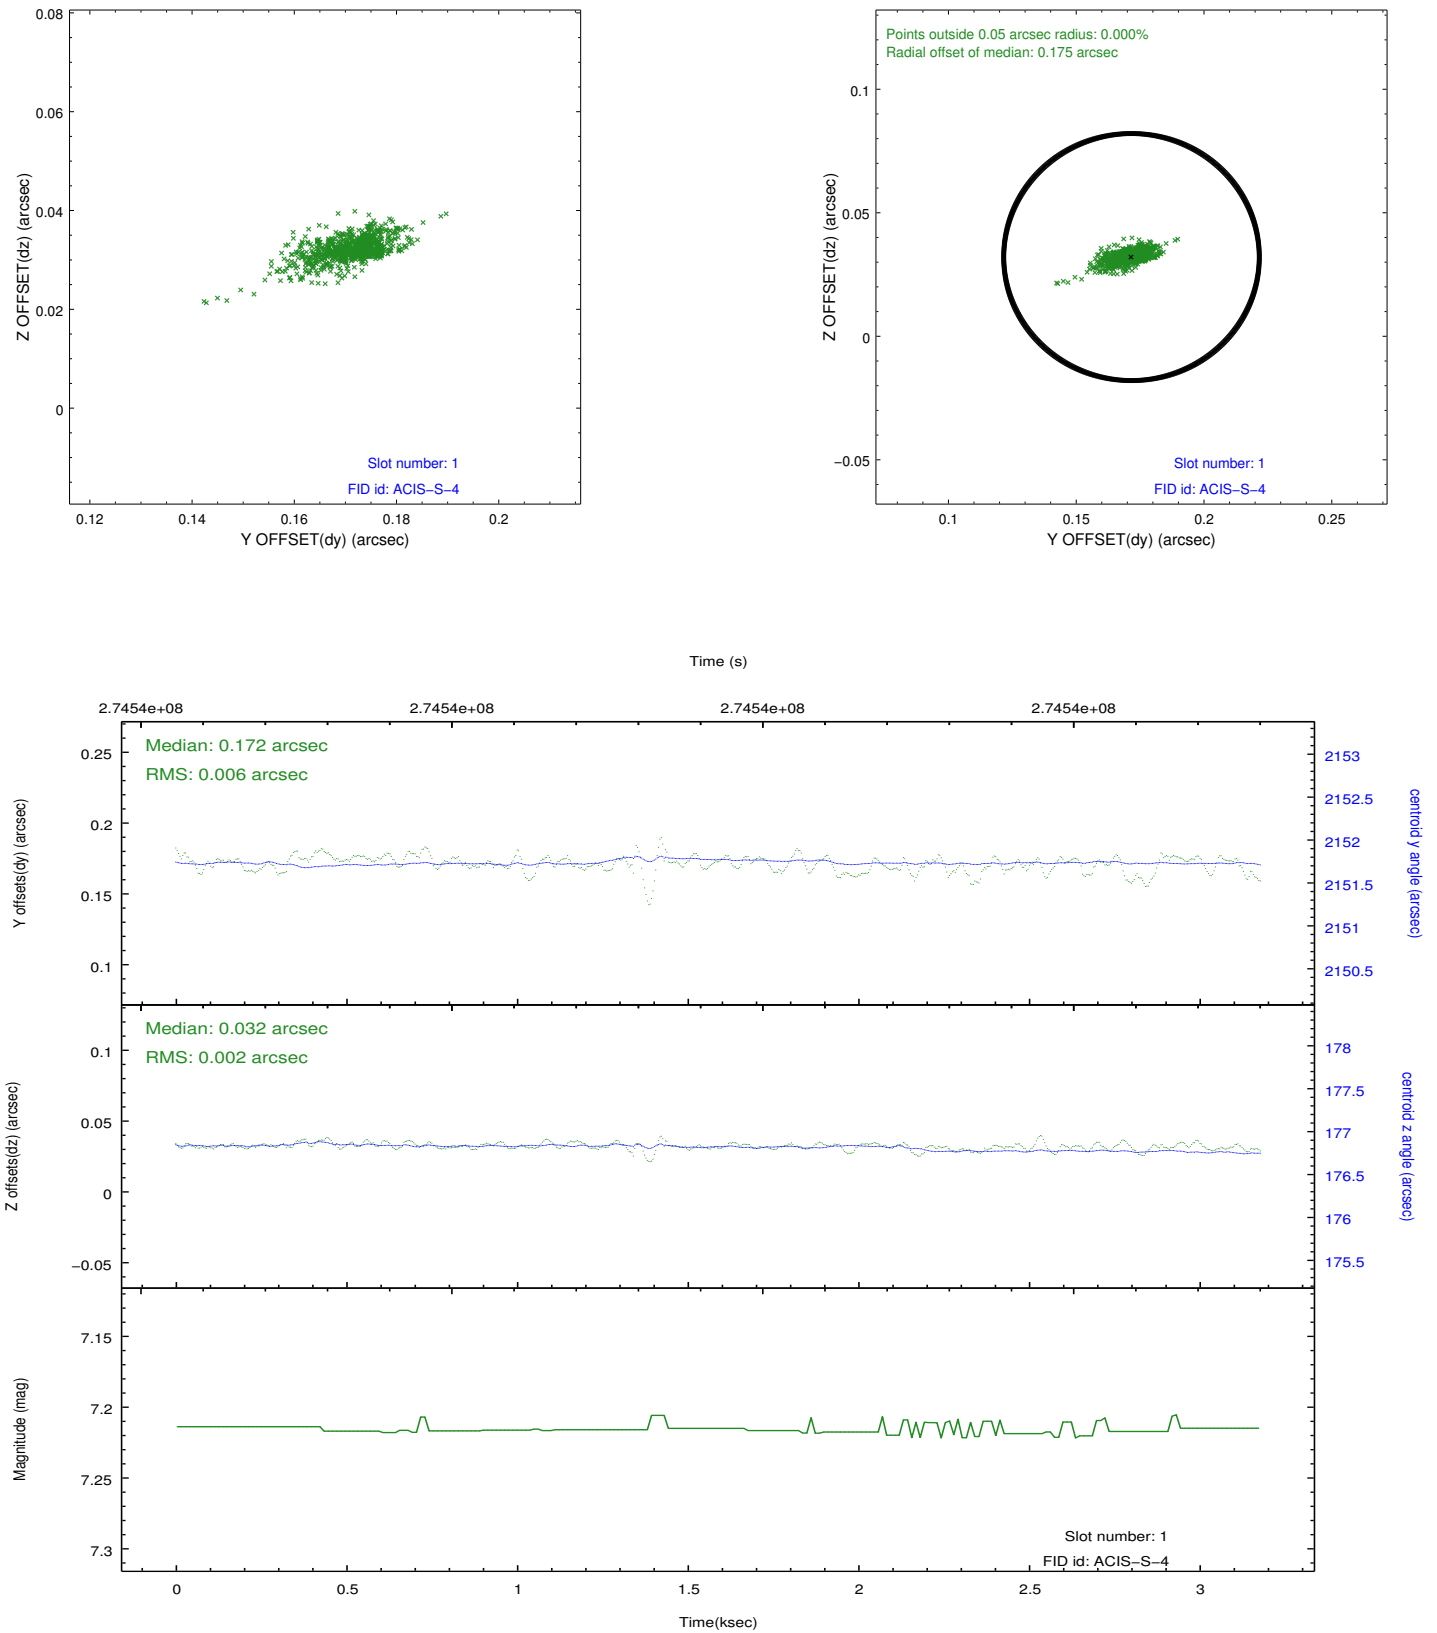 0.08
0.06
0.04
0.02
0
Z OFFSET(dz) (arcsec)
Slot number: 1
FID id: ACIS−S−4
0.12 0.14 0.16 0.18 0.2
Y OFFSET(dy) (arcsec)
Points outside 0.05 arcsec radius: 0.000%
Radial offset of median: 0.175 arcsec
0.1
0.05
0
−0.05
Z OFFSET(dz) (arcsec)
Slot number: 1
FID id: ACIS−S−4
0.1 0.15 0.2 0.25
Y OFFSET(dy) (arcsec)
Time (s)
2.7454e+08 2.7454e+08 2.7454e+08 2.7454e+08
Median: 0.172 arcsec
RMS: 0.006 arcsec
0.25
0.2
0.15
0.1
Y offsets(dy) (arcsec)
2153
2152.5
2152
2151.5
2151
2150.5
centroid y angle (arcsec)
Median: 0.032 arcsec
RMS: 0.002 arcsec
0.1
0.05
0
−0.05
Z offsets(dz) (arcsec)
178
177.5
177
176.5
176
175.5
centroid z angle (arcsec)
7.15
7.2
7.25
7.3
Magnitude (mag)
Slot number: 1
FID id: ACIS−S−4
0 0.5 1 1.5 2 2.5 3
Time(ksec)